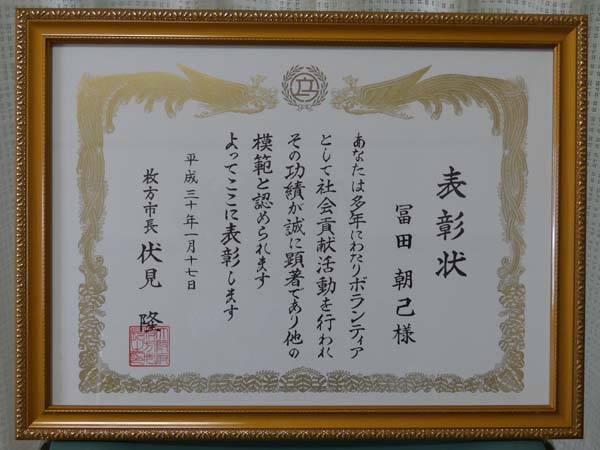 表彰状
冨田 朝己様
あなたは多年にわたりボランティア
として社会貢献活動を行われ
その功績が誠に顕著であり他の
模範と認められます
よってここに表彰します
平成三十年一月十七日
枚方市長 伏見 隆